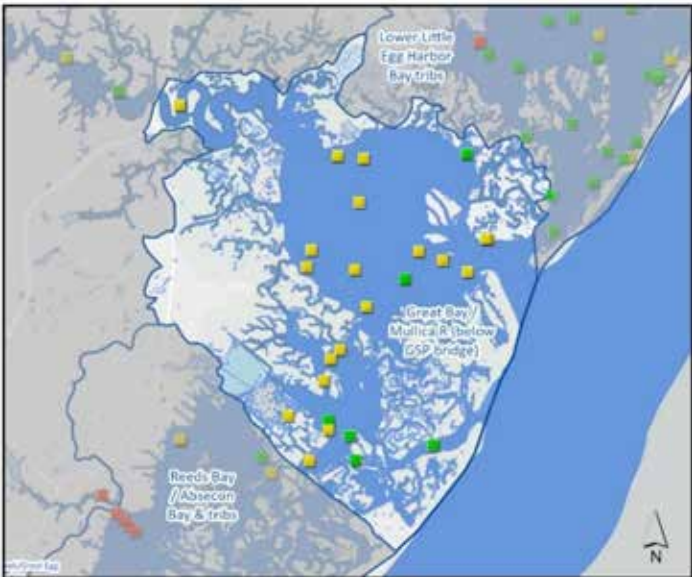 Lower Little
Egg Harbor
Bay tribs
Great Bay /
Mullica R (below
GSP bridge)
Reeds Bay
/ Absecon
Bay & tribs
N